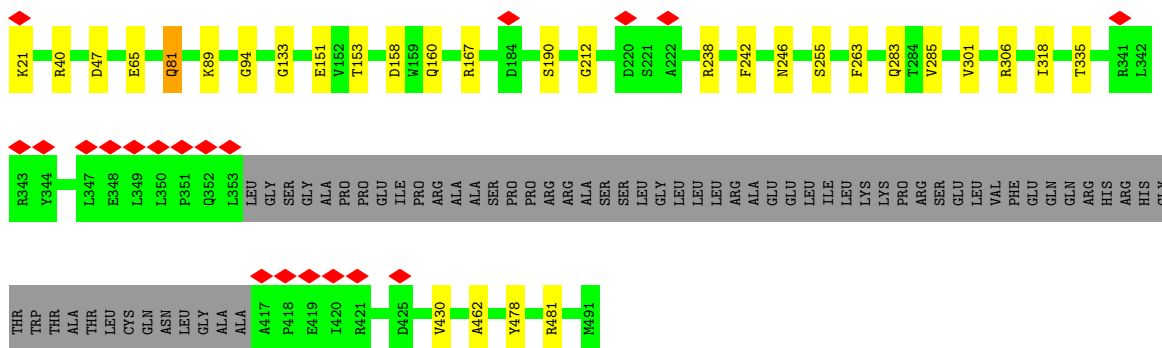 K21 R40 D47 E65 Q81 K89 G94 G133 E151 V152 T153 D158 W159 Q160 R167 D184 S190 G212 D220 S221 A222 R238 F242 N246 S255 F263 Q283 T284 V285 V301 R306 I318 T335 R341 L342
R343 Y344 L347 E348 L349 L350 P351 Q352 L353 LEU GLY SER GLY ALA PRO PRO GLU ILE PRO ARG ALA ALA SER PRO PRO ARG ARG ALA SER SER LEU GLY LEU LEU LEU ARG ALA GLU GLU LEU ILE LEU LYS LYS PRO ARG SER GLU LEU VAL PHE GLU GLN GLN ARG HIS ARG HIS GLY
THR TRP THR ALA THR LEU CYS GLN ASN LEU GLY ALA ALA A417 P418 E419 I420 R421 D425 V430 A462 Y478 R481 M491